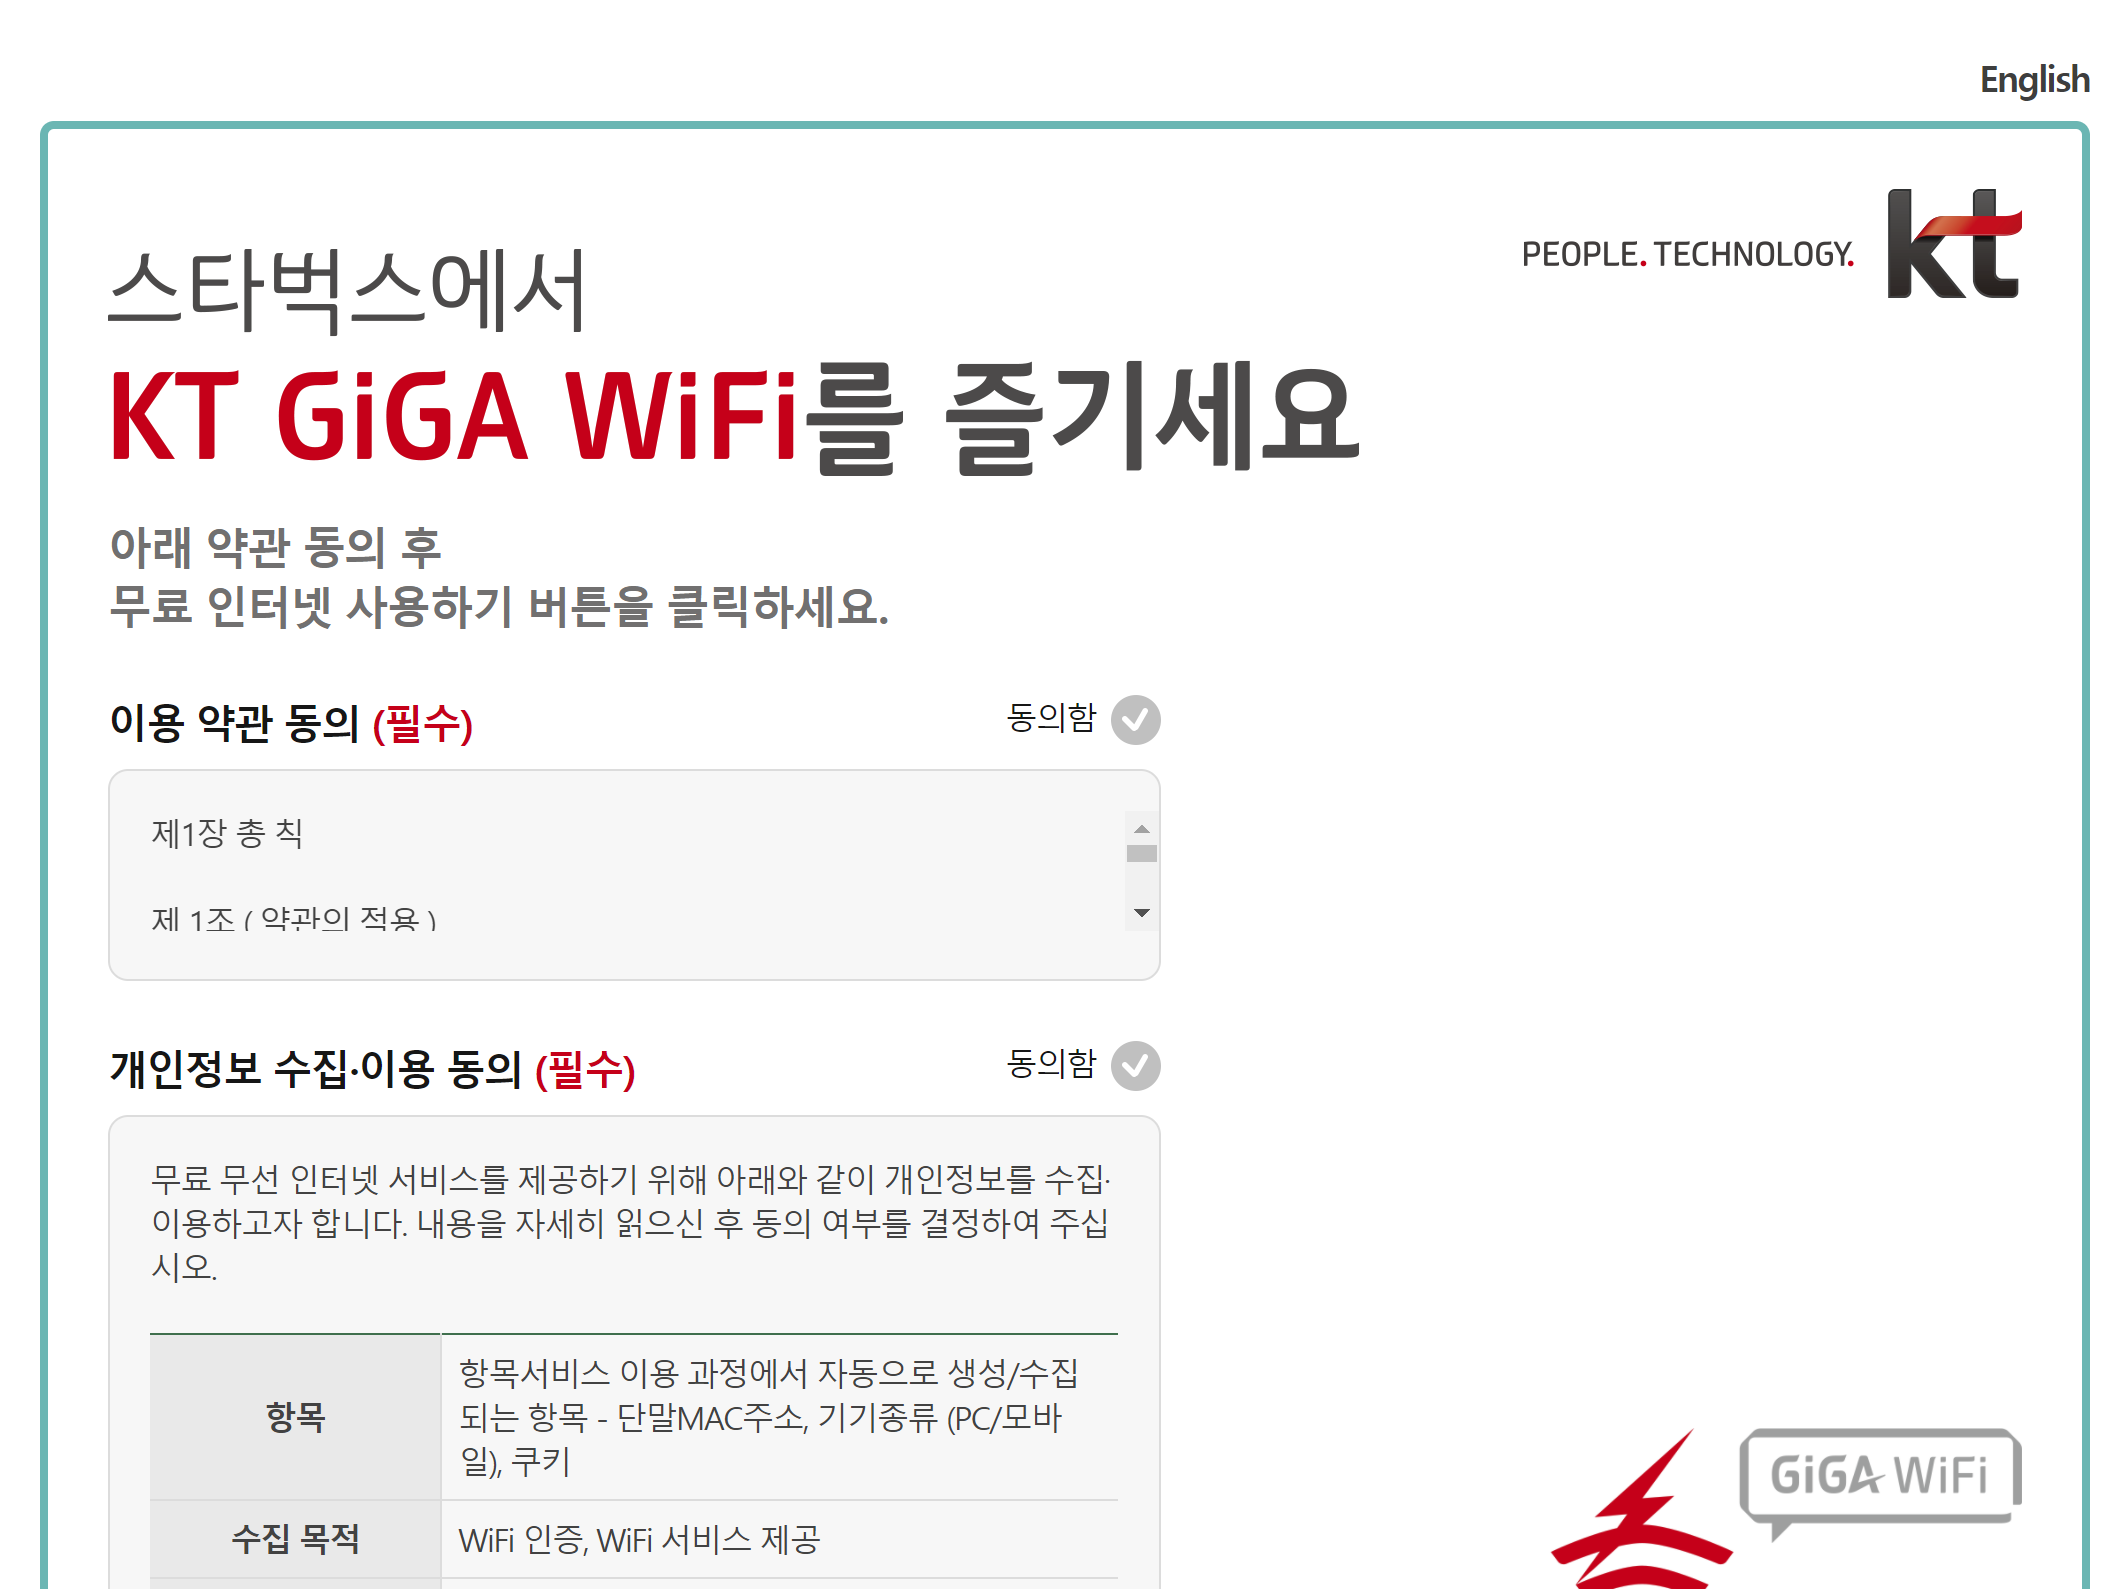 English
PEOPLE. TECHNOLOGY. kt
스타벅스에서
KT GiGA WiFi를 즐기세요
아래 약관 동의 후
무료 인터넷 사용하기 버튼을 클릭하세요.
이용 약관 동의 (필수)
동의함
제1장 총 칙
제 1조 ( 약관의 적용 )
개인정보 수집·이용 동의 (필수)
동의함
무료 무선 인터넷 서비스를 제공하기 위해 아래와 같이 개인정보를 수집·
이용하고자 합니다. 내용을 자세히 읽으신 후 동의 여부를 결정하여 주십
시오.
항목
항목서비스 이용 과정에서 자동으로 생성/수집
되는 항목 - 단말MAC주소, 기기종류 (PC/모바
일), 쿠키
수집 목적
WiFi 인증, WiFi 서비스 제공
GiGA WiFi